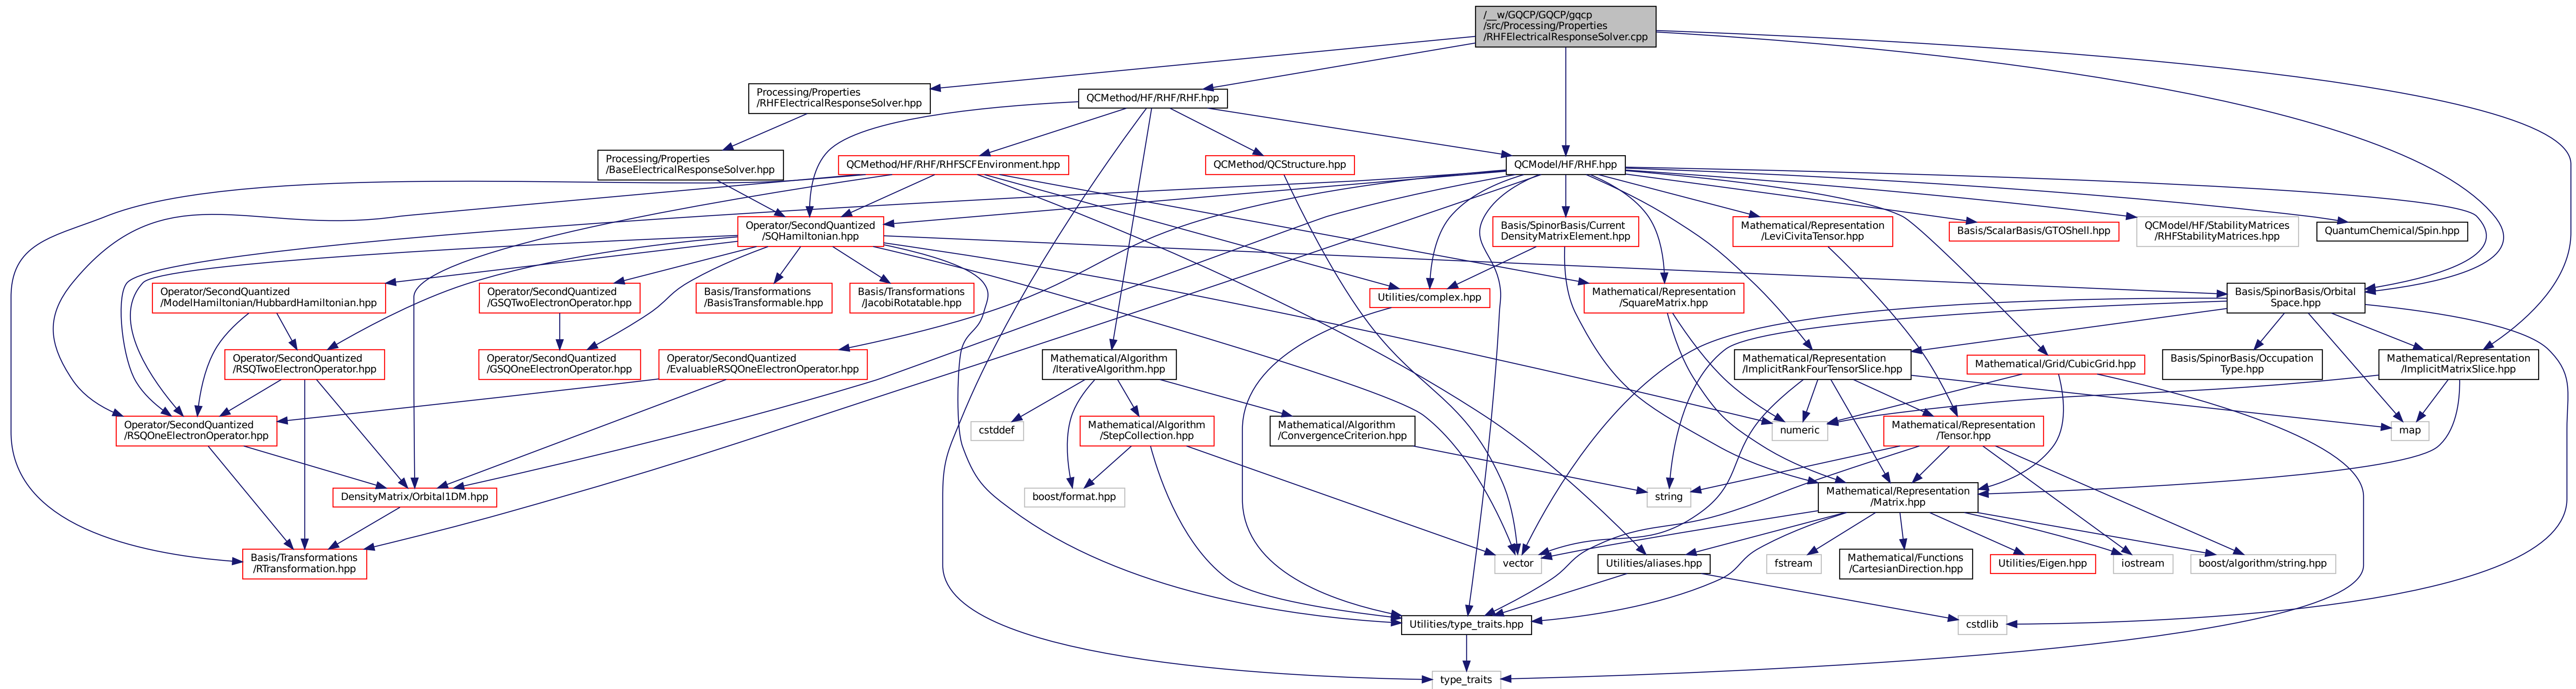 /__w/GQCP/GQCP/gqcp
/src/Processing/Properties
/RHFElectricalResponseSolver.cpp
Processing/Properties
/RHFElectricalResponseSolver.hpp
QCMethod/HF/RHF/RHF.hpp
Processing/Properties
/BaseElectricalResponseSolver.hpp
QCMethod/HF/RHF/RHFSCFEnvironment.hpp
QCMethod/QCStructure.hpp
QCModel/HF/RHF.hpp
Operator/SecondQuantized
/SQHamiltonian.hpp
Basis/SpinorBasis/Current
DensityMatrixElement.hpp
Mathematical/Representation
/LeviCivitaTensor.hpp
Basis/ScalarBasis/GTOShell.hpp
QCModel/HF/StabilityMatrices
/RHFStabilityMatrices.hpp
QuantumChemical/Spin.hpp
Operator/SecondQuantized
/ModelHamiltonian/HubbardHamiltonian.hpp
Operator/SecondQuantized
/GSQTwoElectronOperator.hpp
Basis/Transformations
/BasisTransformable.hpp
Basis/Transformations
/JacobiRotatable.hpp
Utilities/complex.hpp
Mathematical/Representation
/SquareMatrix.hpp
Basis/SpinorBasis/Orbital
Space.hpp
Operator/SecondQuantized
/RSQTwoElectronOperator.hpp
Operator/SecondQuantized
/GSQOneElectronOperator.hpp
Operator/SecondQuantized
/EvaluableRSQOneElectronOperator.hpp
Mathematical/Algorithm
/IterativeAlgorithm.hpp
Mathematical/Representation
/ImplicitRankFourTensorSlice.hpp
Mathematical/Grid/CubicGrid.hpp
Basis/SpinorBasis/Occupation
Type.hpp
Mathematical/Representation
/ImplicitMatrixSlice.hpp
Operator/SecondQuantized
/RSQOneElectronOperator.hpp
cstddef
Mathematical/Algorithm
/StepCollection.hpp
Mathematical/Algorithm
/ConvergenceCriterion.hpp
numeric
Mathematical/Representation
/Tensor.hpp
map
DensityMatrix/Orbital1DM.hpp
boost/format.hpp
string
Mathematical/Representation
/Matrix.hpp
Basis/Transformations
/RTransformation.hpp
vector
Utilities/aliases.hpp
fstream
Mathematical/Functions
/CartesianDirection.hpp
Utilities/Eigen.hpp
iostream
boost/algorithm/string.hpp
Utilities/type_traits.hpp
cstdlib
type_traits